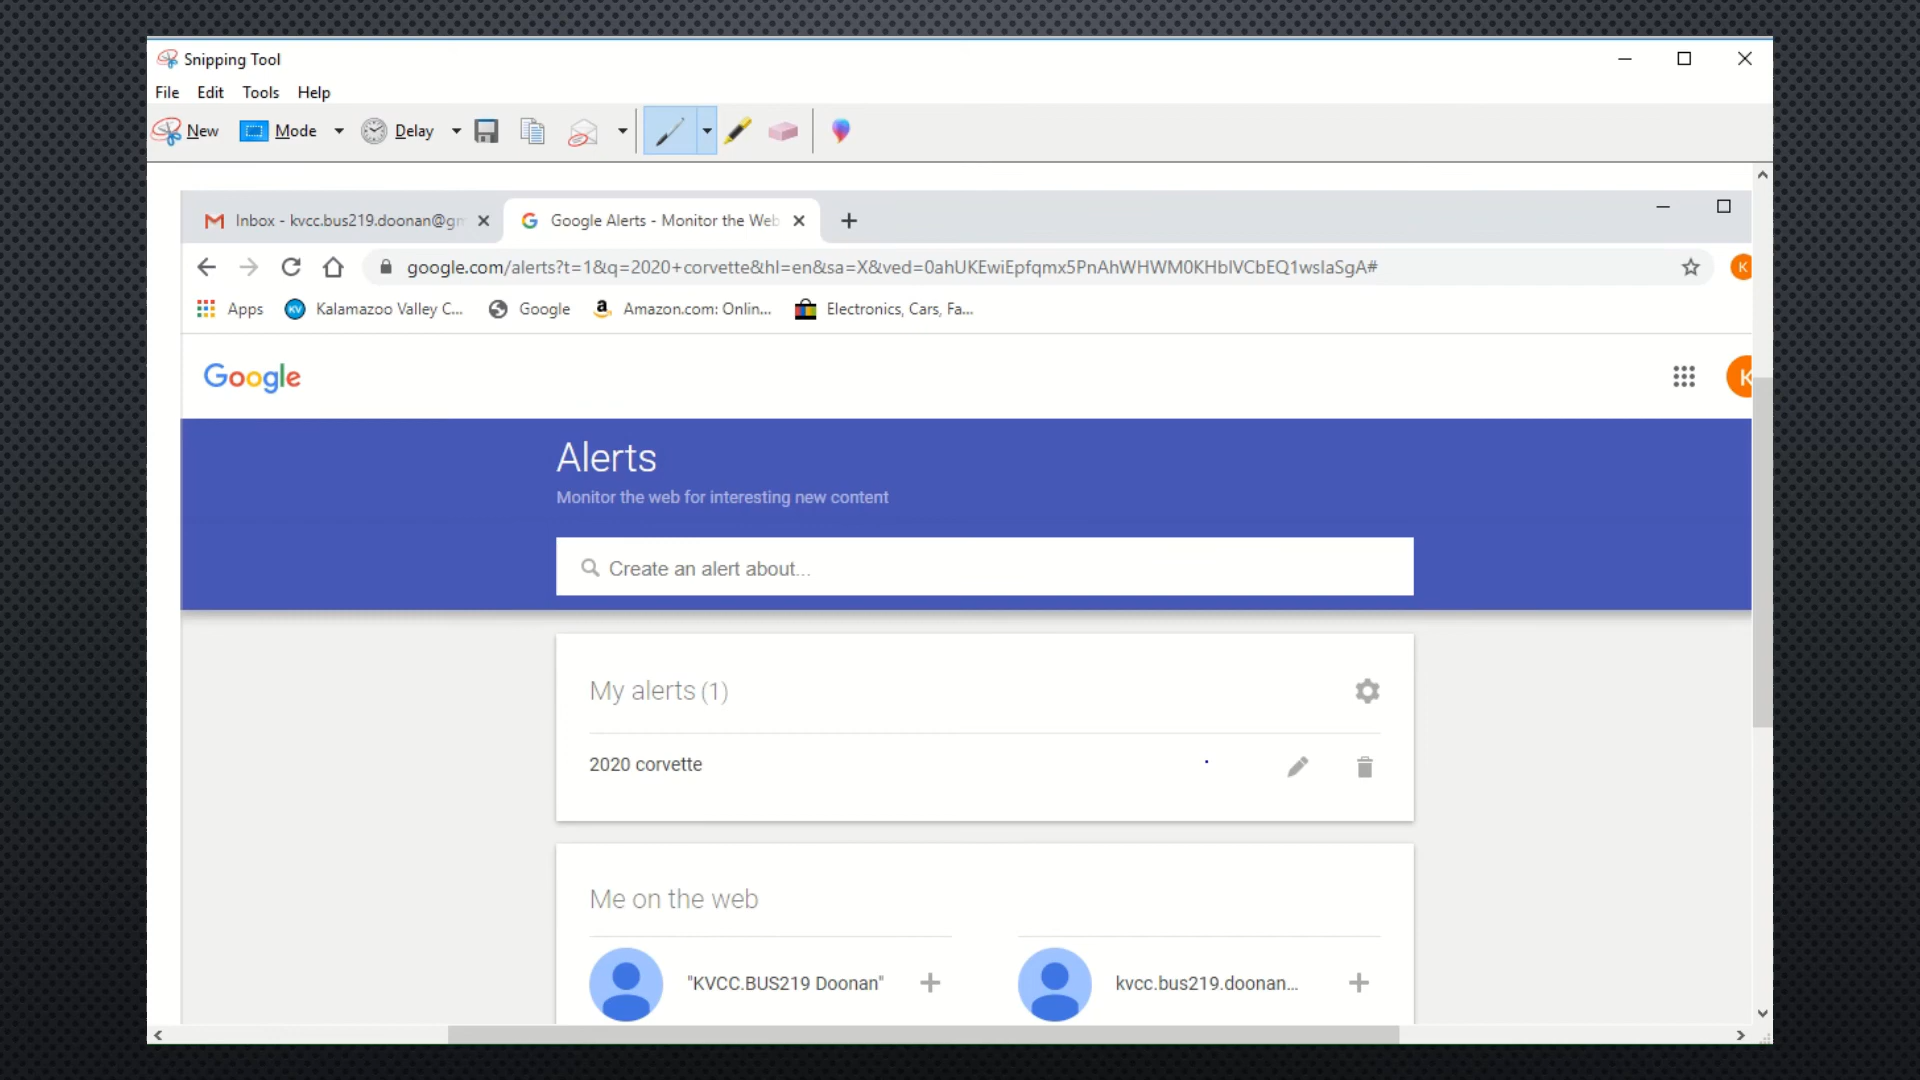 Snipping Tool
File Edit Tools Help
New Mode Delay
Inbox - kvcc.bus219.doonan@gm Google Alerts - Monitor the Web
google.com/alerts?t=1&q=2020+corvette&hl=en&sa=X&ved=0ahUKEwiEpfqmx5PnAhWHWM0KHbIVCbEQ1wsIaSgA#
K
Apps Kalamazoo Valley C... Google Amazon.com: Onlin... Electronics, Cars, Fa...
Google
K
Alerts
Monitor the web for interesting new content
Create an alert about...
My alerts (1)
2020 corvette
Me on the web
"KVCC.BUS219 Doonan" kvcc.bus219.doonan...